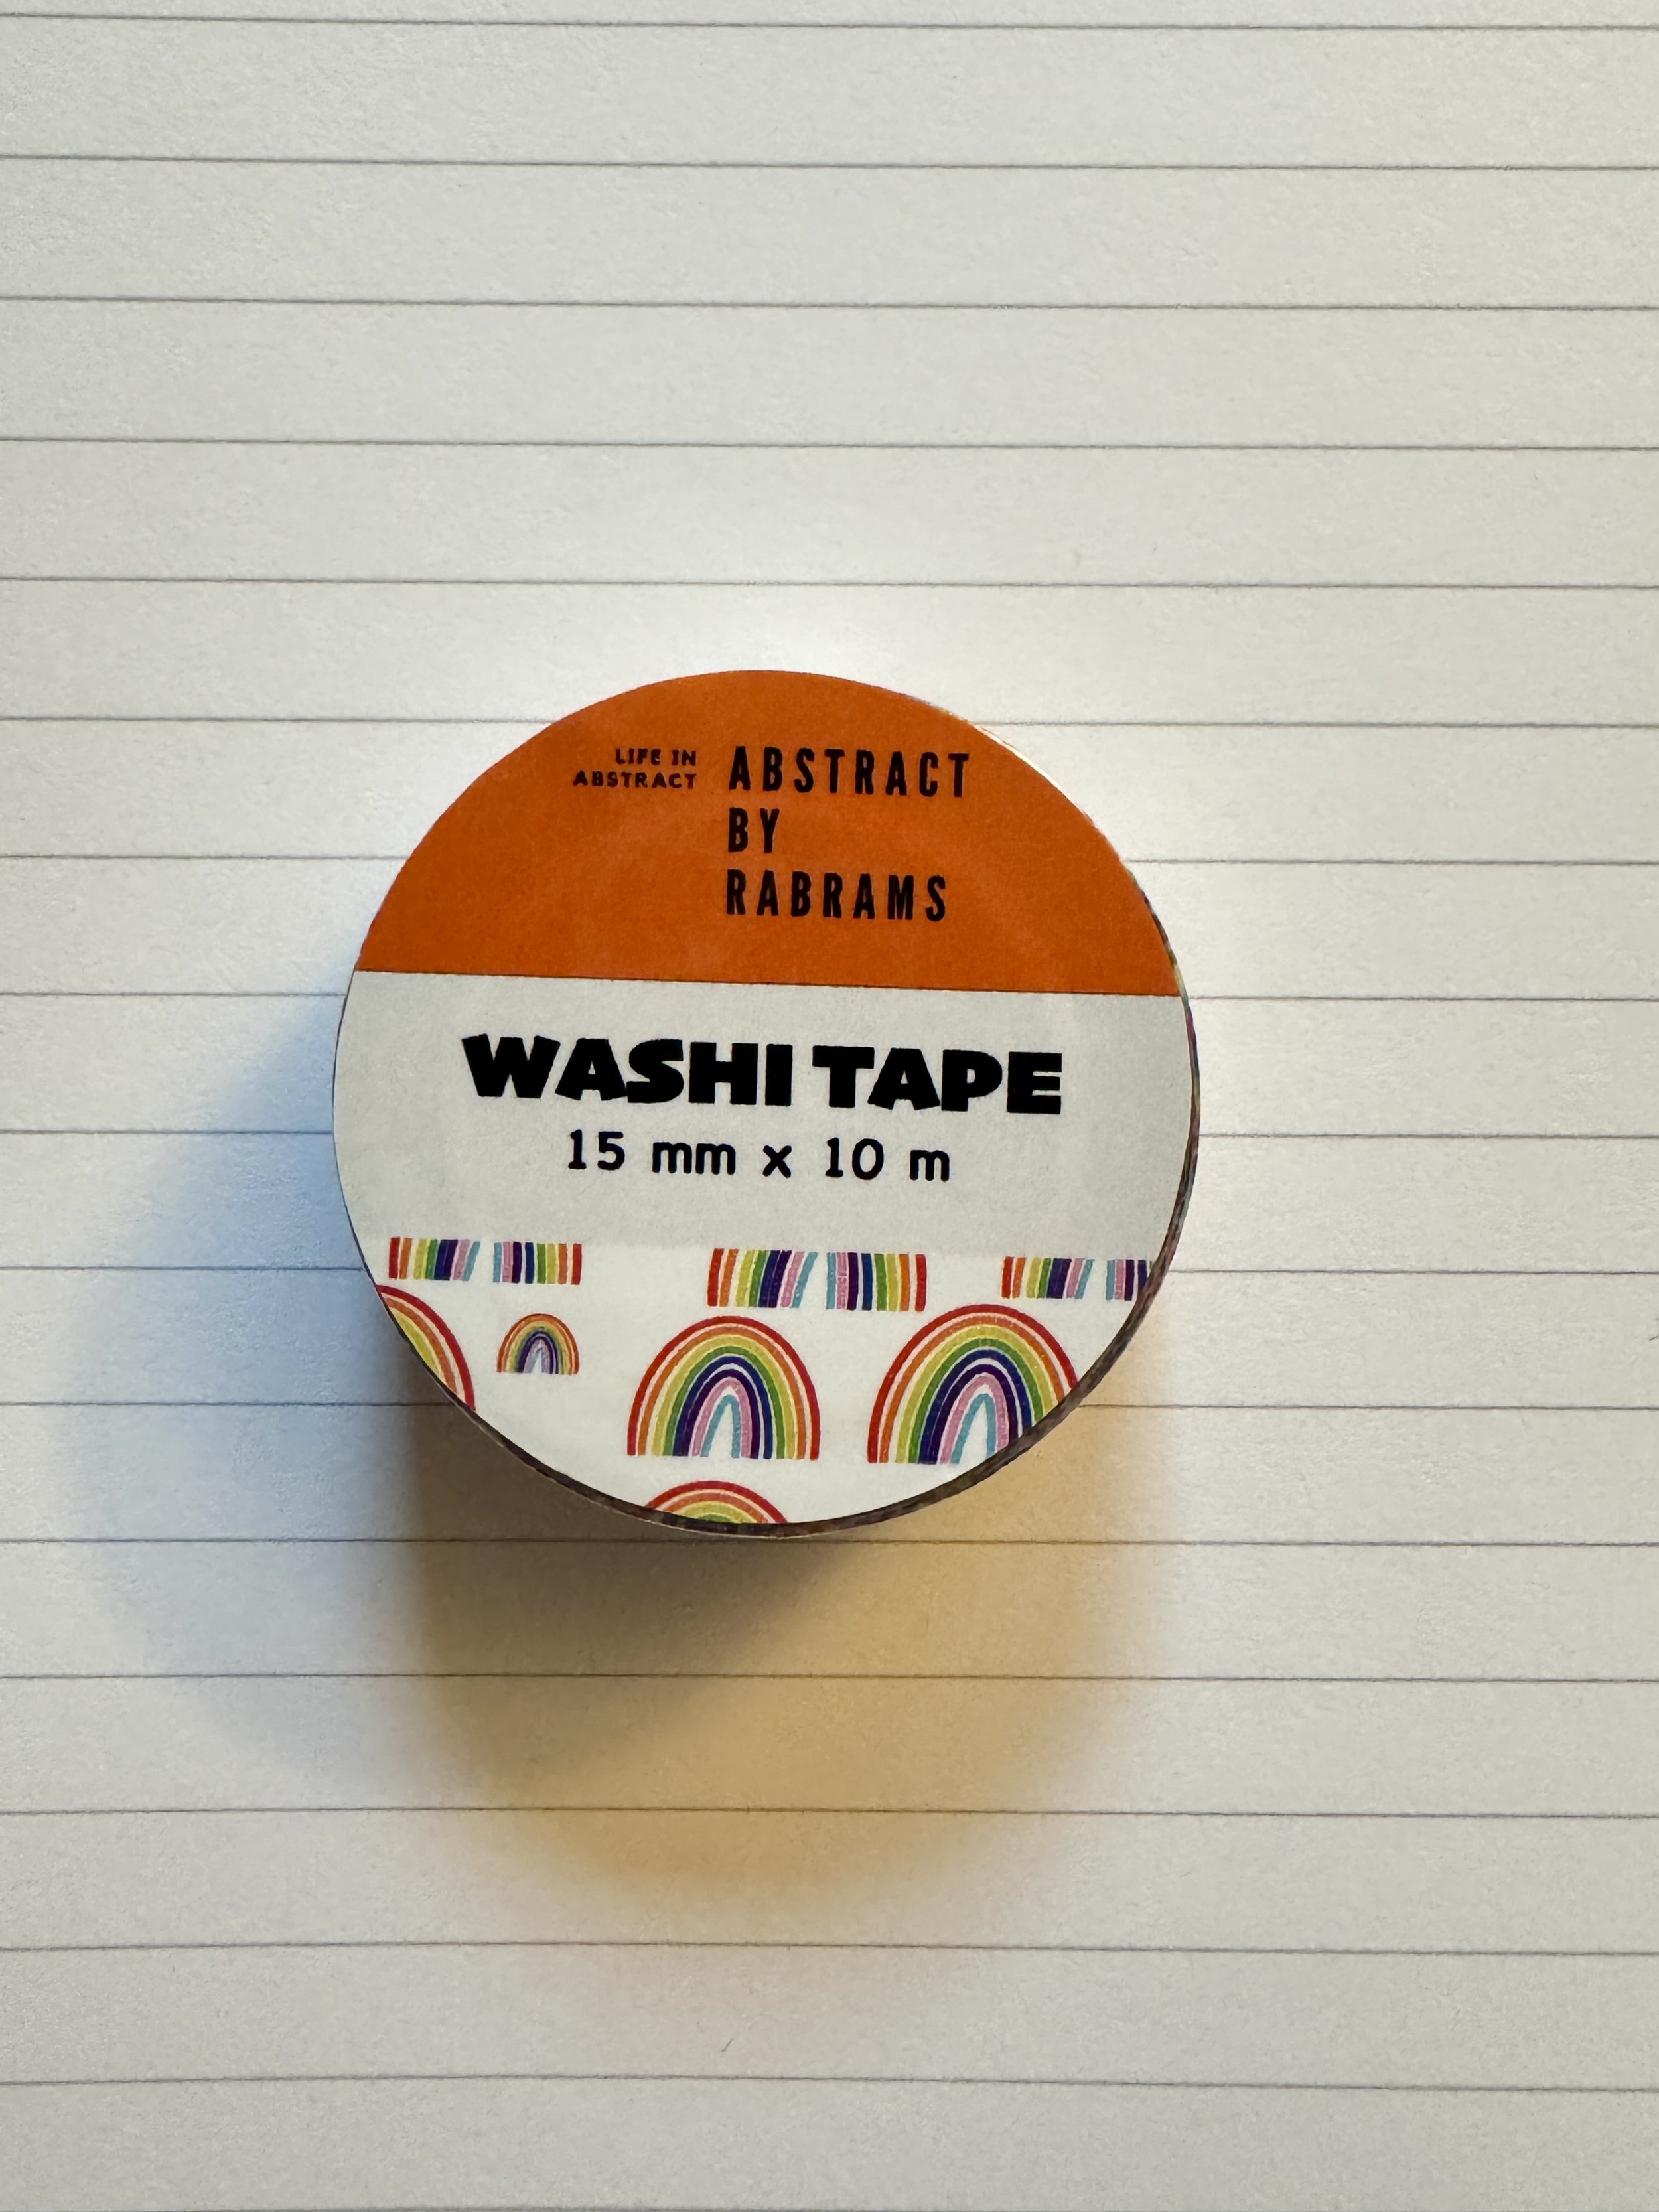 LIFE IN
ABSTRACT
ABSTRACT
BY
RABRAMS
WASHI TAPE
15 mm x 10 m